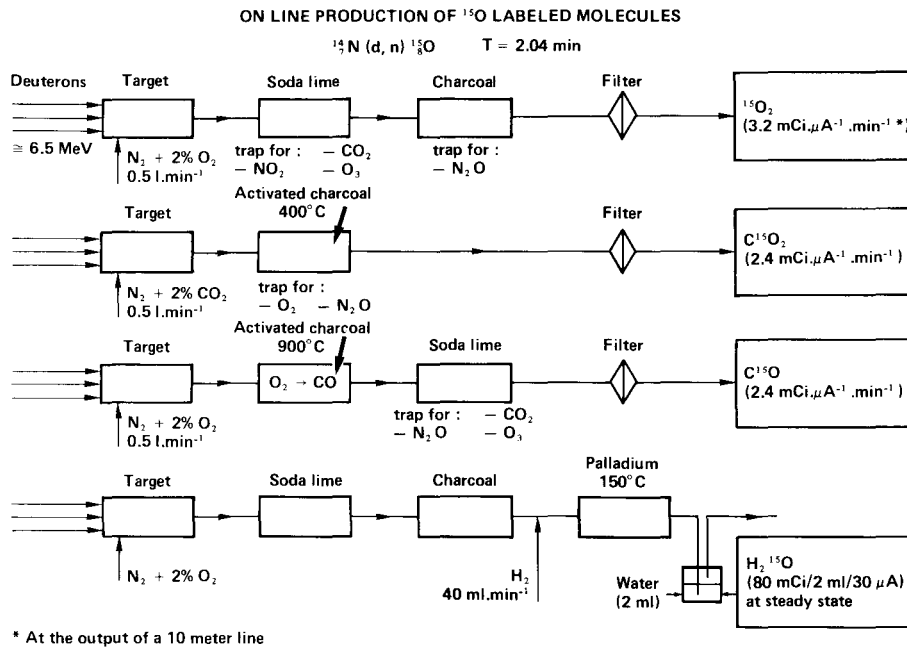 ON LINE PRODUCTION OF ¹⁵O LABELED MOLECULES
¹⁴₇N (d, n) ¹⁵₈O T = 2.04 min
Deuterons
≅ 6.5 MeV
Target
N₂ + 2% O₂
0.5 l.min⁻¹
Soda lime
trap for : – CO₂
– NO₂ – O₃
Charcoal
trap for :
– N₂O
Filter
¹⁵O₂
(3.2 mCi.μA⁻¹ .min⁻¹ *)
Target
N₂ + 2% CO₂
0.5 l.min⁻¹
Activated charcoal
400°C
trap for :
– O₂ – N₂O
Filter
C¹⁵O₂
(2.4 mCi.μA⁻¹ .min⁻¹ )
Target
N₂ + 2% O₂
0.5 l.min⁻¹
Activated charcoal
900°C
O₂ → CO
Soda lime
trap for : – CO₂
– N₂O – O₃
Filter
C¹⁵O
(2.4 mCi.μA⁻¹ .min⁻¹)
Target
N₂ + 2% O₂
Soda lime
Charcoal
H₂
40 ml.min⁻¹
Palladium
150°C
Water
(2 ml)
H₂ ¹⁵O
(80 mCi/2 ml/30 μA)
at steady state
* At the output of a 10 meter line